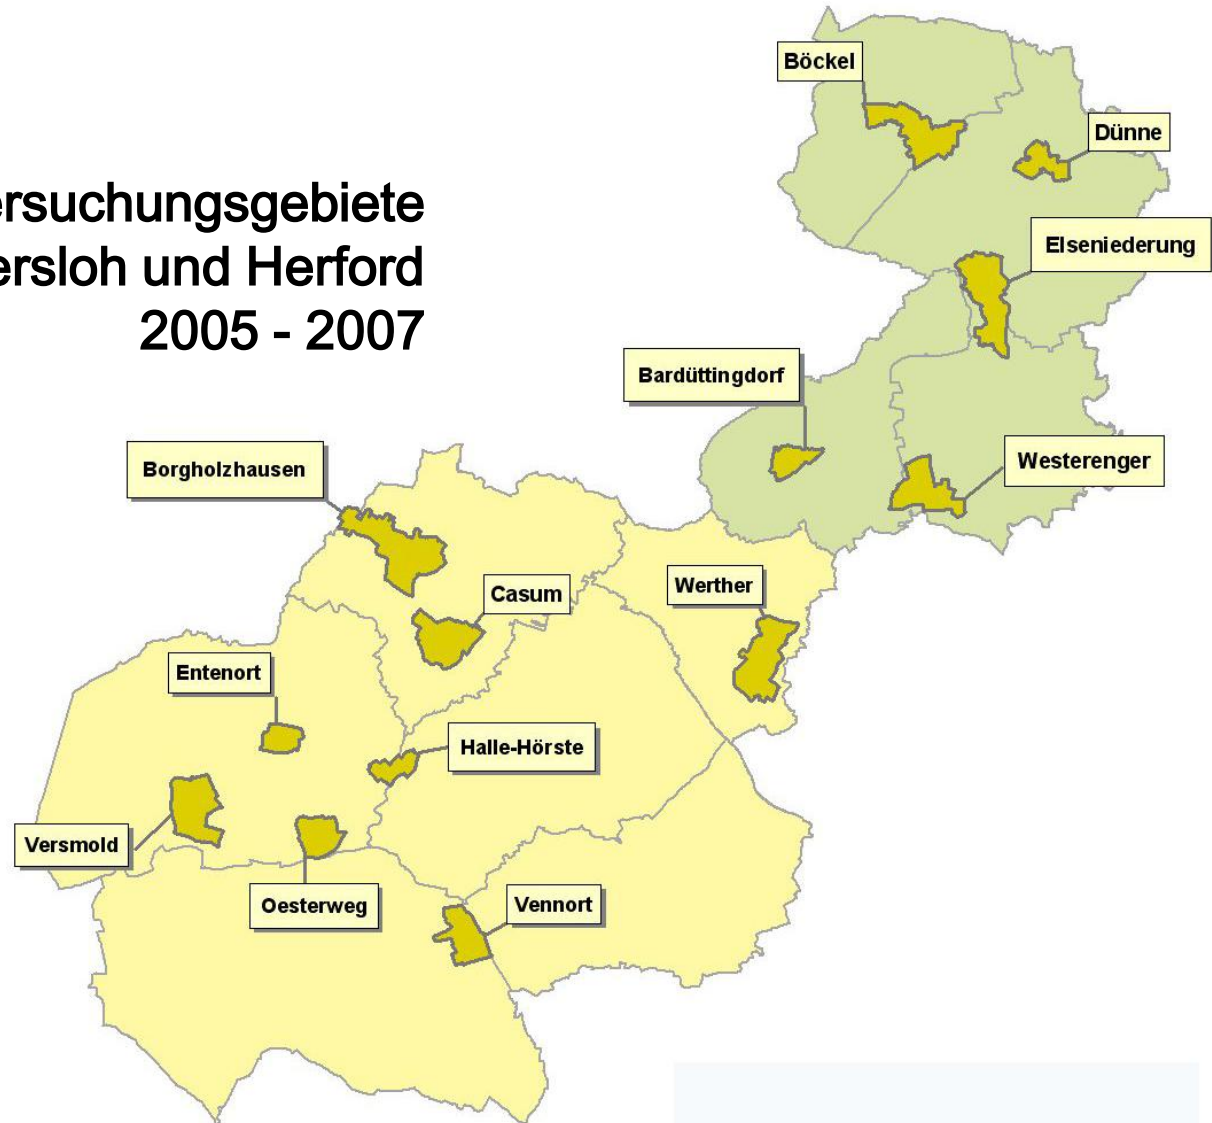 ersuchungsgebiete
ersloh und Herford
2005 - 2007
Böckel
Dünne
Elseniederung
Bardüttingdorf
Westerenger
Borgholzhausen
Casum
Werther
Entenort
Halle-Hörste
Versmold
Oesterweg
Vennort